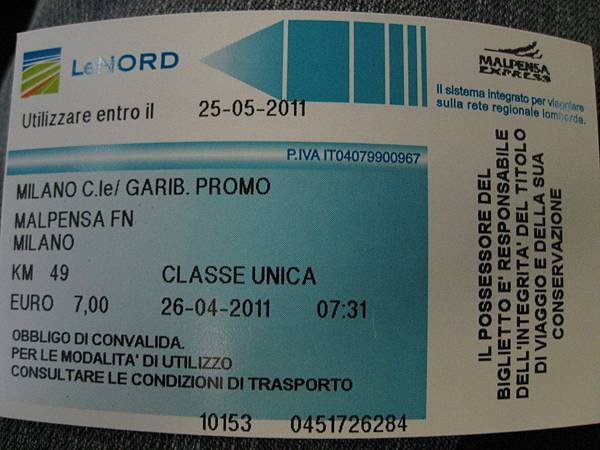 LeNORD
Utilizzare entro il 25-05-2011
MALPENSA
EXPRESS
Il sistema integrato per viaggiare
sulla rete regionale lombarda.
P.IVA IT04079900967
MILANO C.le/ GARIB. PROMO
MALPENSA FN
MILANO
KM 49 CLASSE UNICA
EURO 7,00 26-04-2011 07:31
OBBLIGO DI CONVALIDA.
PER LE MODALITA' DI UTILIZZO
CONSULTARE LE CONDIZIONI DI TRASPORTO
10153 0451726284
IL POSSESSORE DEL
BIGLIETTO E' RESPONSABILE
DELL'INTEGRITA' DEL TITOLO
DI VIAGGIO E DELLA SUA
CONSERVAZIONE